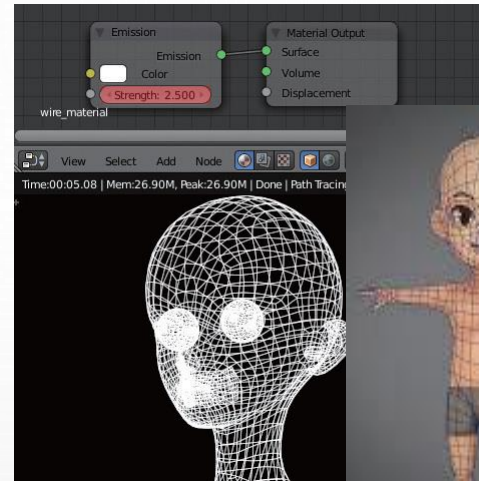 Emission
Emission
Color
Strength: 2.500
wire_material
Material Output
Surface
Volume
Displacement
View Select Add Node
Time:00:05.08 | Mem:26.90M, Peak:26.90M | Done | Path Tracing